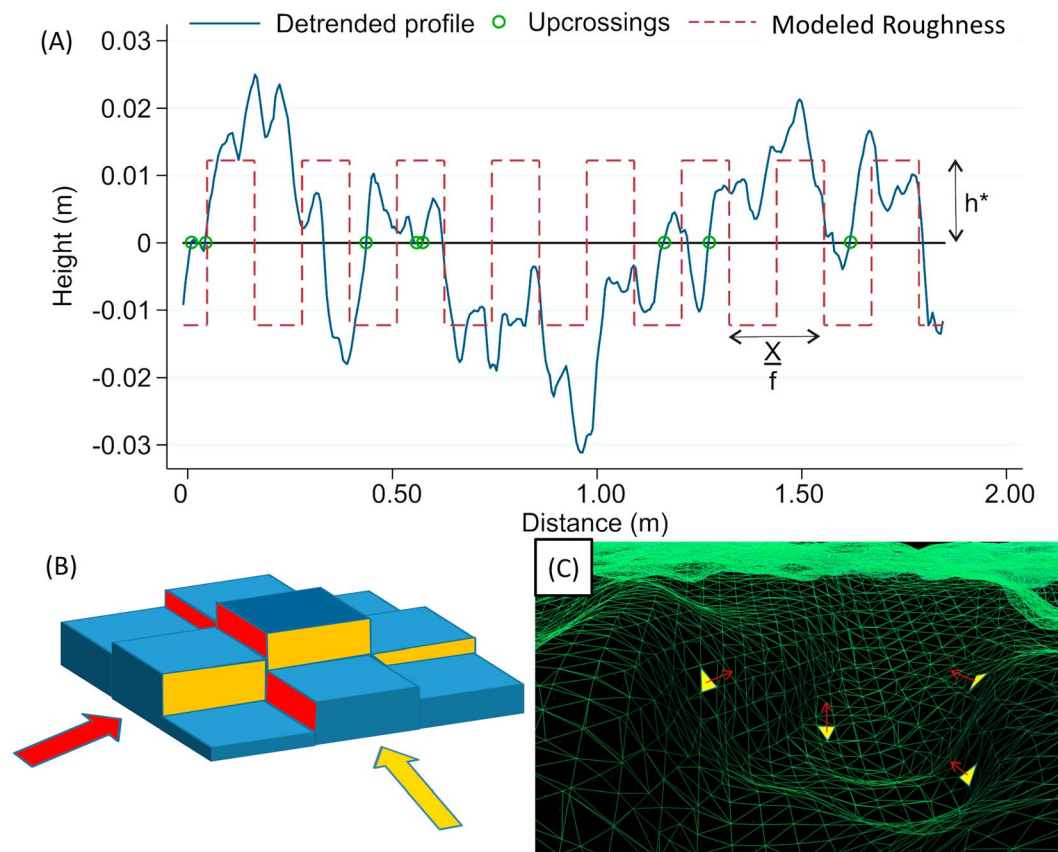 (A)
Detrended profile
Upcrossings
Modeled Roughness
0.03
0.02
0.01
0
-0.01
-0.02
-0.03
Height (m)
h*
X
f
0
0.50
1.00
1.50
2.00
Distance (m)
(B)
(C)